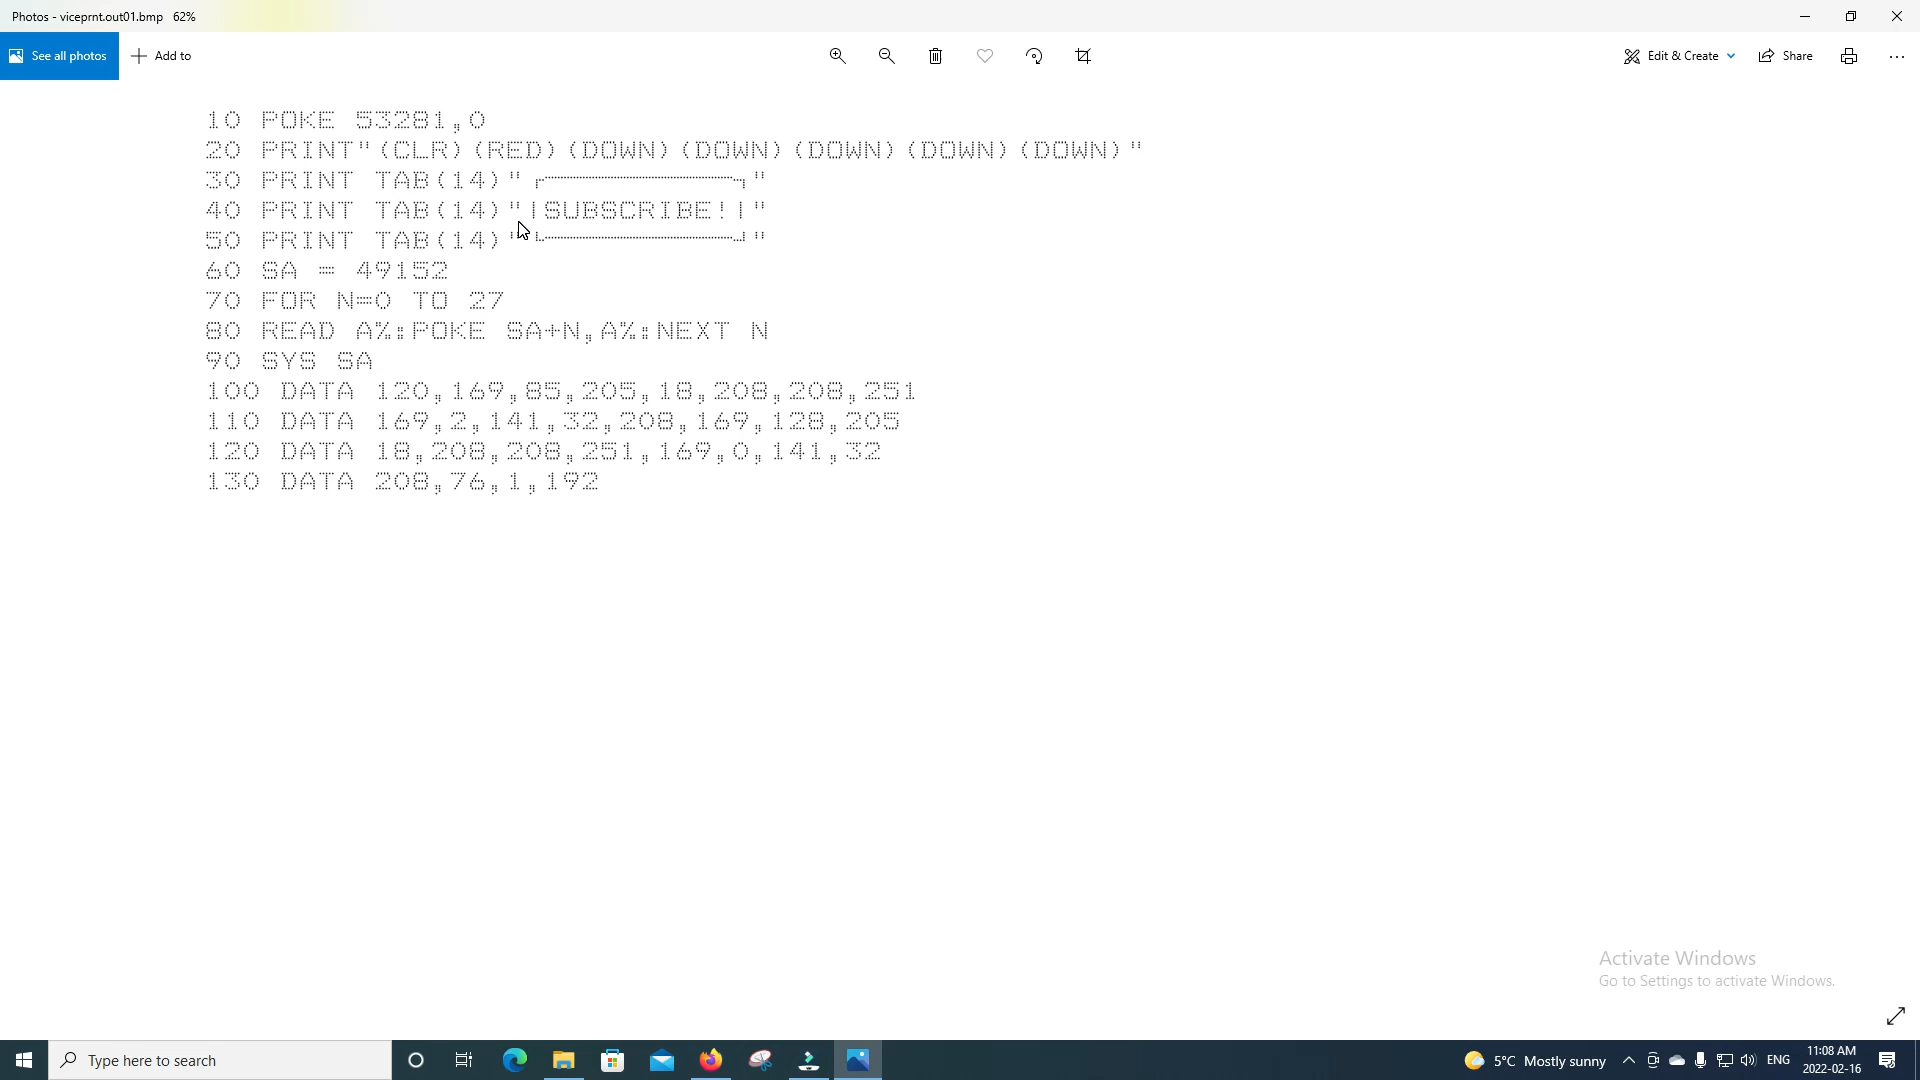 Photos - viceprnt.out01.bmp 62%
See all photos Add to Edit & Create Share
10 POKE 53281,0
20 PRINT"(CLR)(RED)(DOWN)(DOWN)(DOWN)(DOWN)(DOWN)"
30 PRINT TAB(14)"┌──────────┐"
40 PRINT TAB(14)"|SUBSCRIBE!|"
50 PRINT TAB(14)"└──────────┘"
60 SA = 49152
70 FOR N=0 TO 27
80 READ A%:POKE SA+N,A%:NEXT N
90 SYS SA
100 DATA 120,169,85,205,18,208,208,251
110 DATA 169,2,141,32,208,169,128,205
120 DATA 18,208,208,251,169,0,141,32
130 DATA 208,76,1,192
Activate Windows
Go to Settings to activate Windows.
Type here to search 5°C Mostly sunny ENG 11:08 AM
2022-02-16